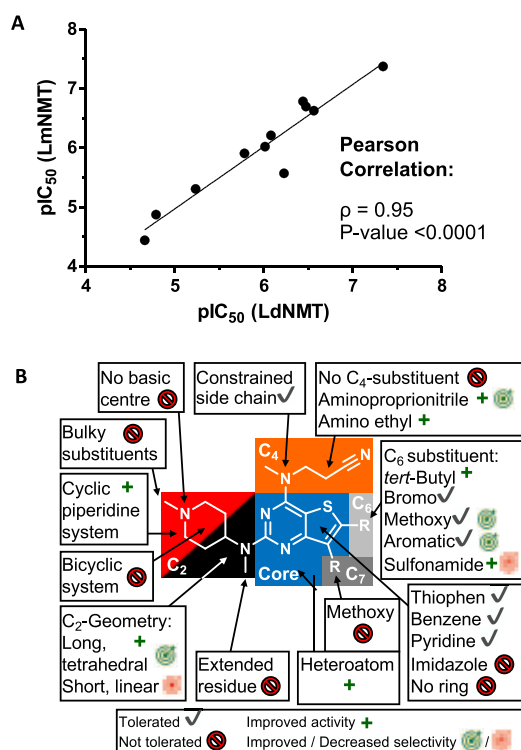 A
pIC50 (LmNMT)
8
7
6
5
4
4 5 6 7 8
pIC50 (LdNMT)
Pearson
Correlation:
ρ = 0.95
P-value <0.0001
B
No basic
centre
Constrained
side chain
No C4-substituent
Aminoproprionitrile +
Amino ethyl +
Bulky
substituents
Cyclic +
piperidine
system
Bicyclic
system
C2-Geometry:
Long, +
tetrahedral
Short, linear
C6 substituent:
tert-Butyl +
Bromo
Methoxy
Aromatic
Sulfonamide +
C4
N
N
N
N
S
N
N
N
R
R
C6
C7
C2
Core
Extended
residue
Methoxy
Heteroatom
+
Thiophen
Benzene
Pyridine
Imidazole
No ring
Tolerated Improved activity +
Not tolerated Improved / Decreased selectivity /